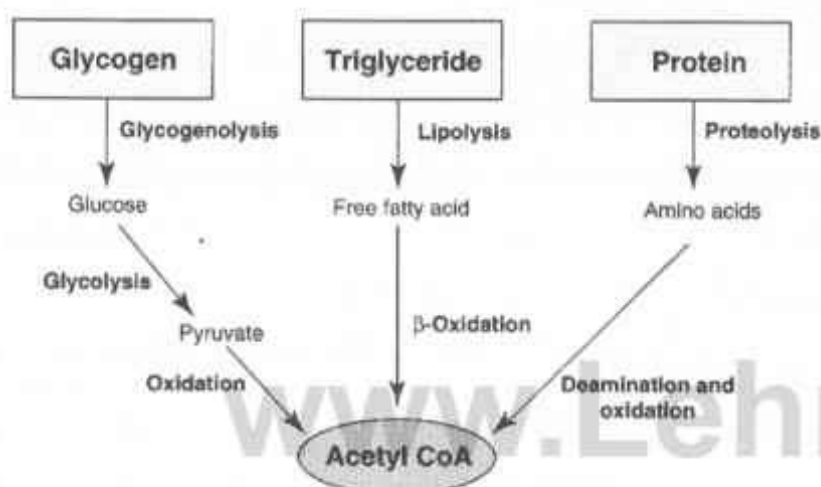 Glycogen
Triglyceride
Protein
Glycogenolysis
Lipolysis
Proteolysis
Glucose
Free fatty acid
Amino acids
Glycolysis
Pyruvate
β-Oxidation
Oxidation
Deamination and
oxidation
Acetyl CoA
www.Leh